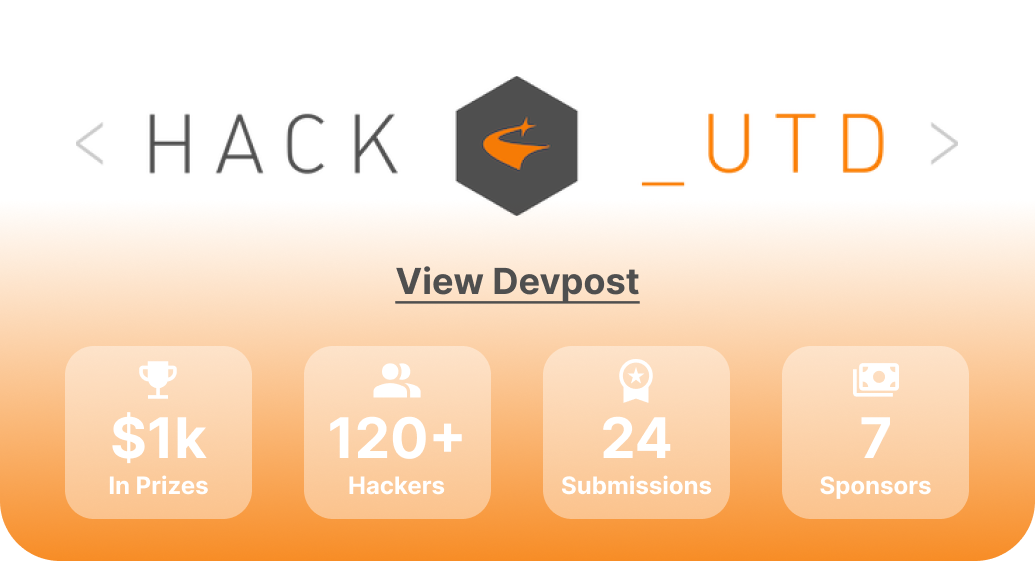 < HACK _UTD >
View Devpost
$1k
In Prizes
120+
Hackers
24
Submissions
7
Sponsors